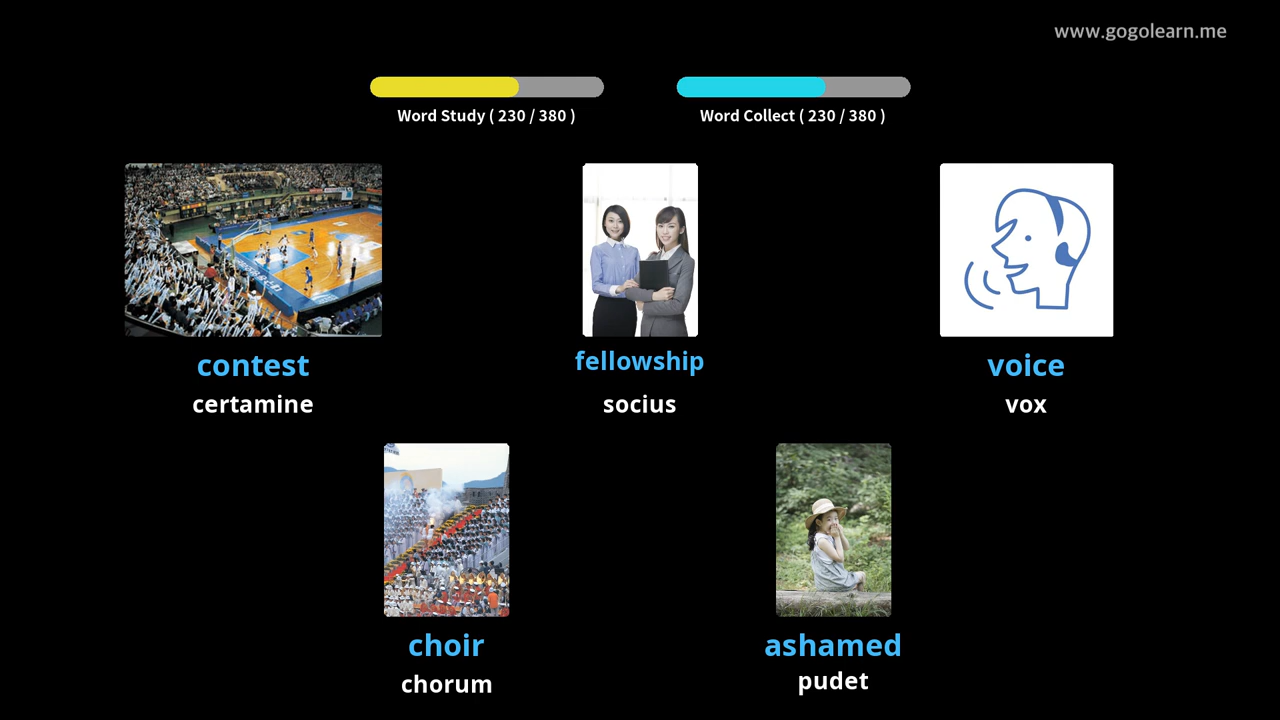 www.gogolearn.me
Word Study ( 230 / 380 )
Word Collect ( 230 / 380 )
contest
certamine
fellowship
socius
voice
vox
choir
chorum
ashamed
pudet